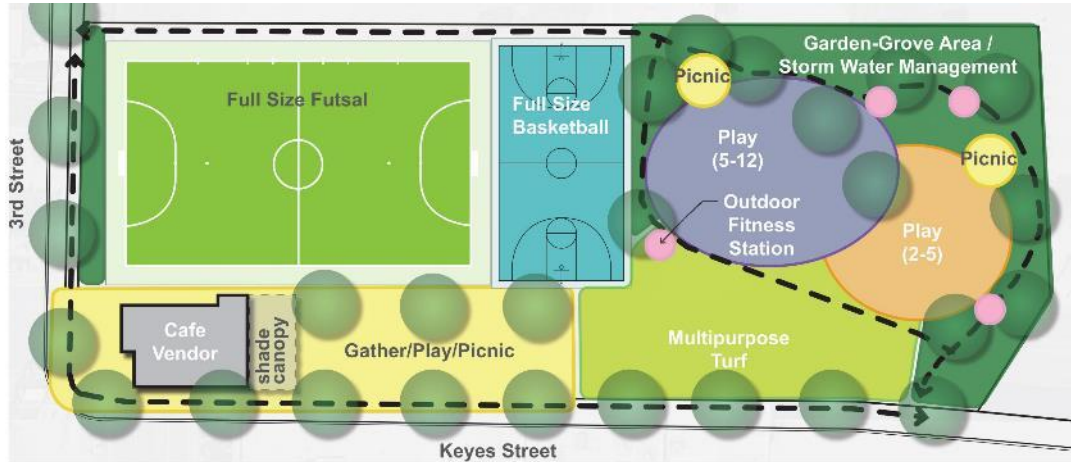 Garden-Grove Area /
Storm Water Management
Picnic
Full Size Futsal
Full Size
Basketball
Play
(5-12)
Picnic
3rd Street
Outdoor
Fitness
Station
Play
(2-5)
Cafe
Vendor
shade
canopy
Gather/Play/Picnic
Multipurpose
Turf
Keyes Street